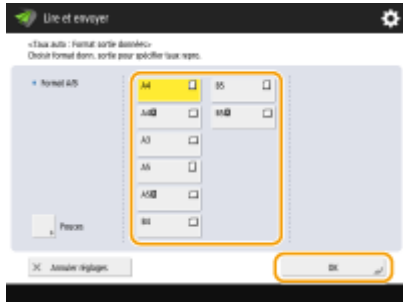 Lire et envoyer
<Taux auto : Format sortie données>
Choisir format donn. sortie pour spécifier taux repro.
Format A/B
A4 B5
A4R B5R
A3
A5
A5R
B4
Pouces
Annuler réglages
OK